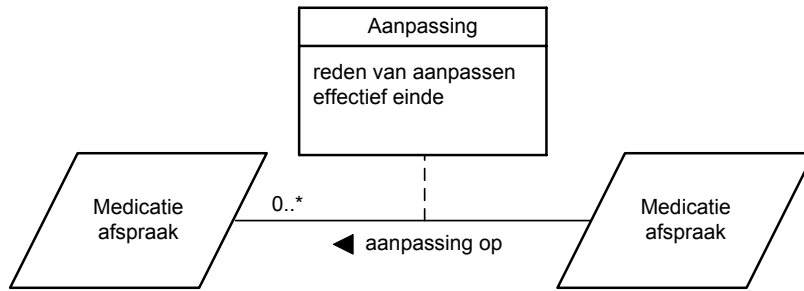 Aanpassing
reden van aanpassen
effectief einde
Medicatie
afspraak
0..*
aanpassing op
Medicatie
afspraak